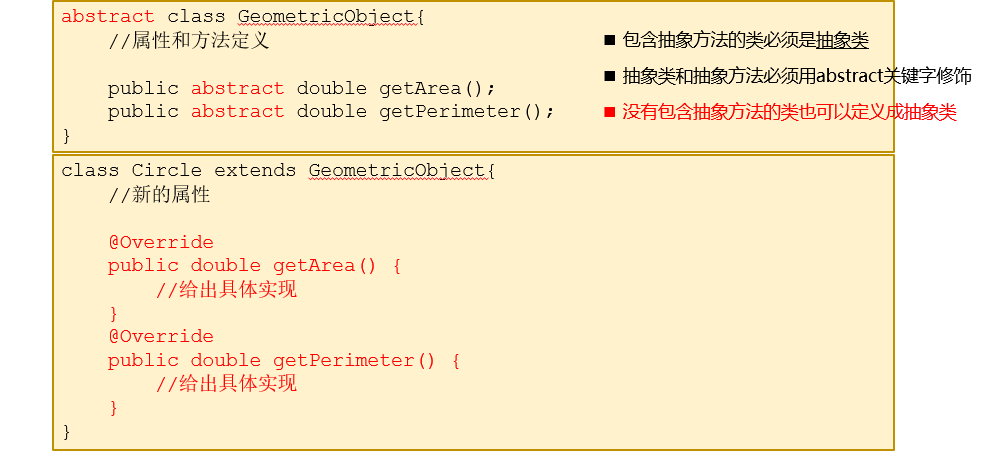 abstract class GeometricObject{
//属性和方法定义
public abstract double getArea();
public abstract double getPerimeter();
}
■ 包含抽象方法的类必须是抽象类
■ 抽象类和抽象方法必须用abstract关键字修饰
■ 没有包含抽象方法的类也可以定义成抽象类
class Circle extends GeometricObject{
//新的属性
@Override
public double getArea() {
//给出具体实现
}
@Override
public double getPerimeter() {
//给出具体实现
}
}